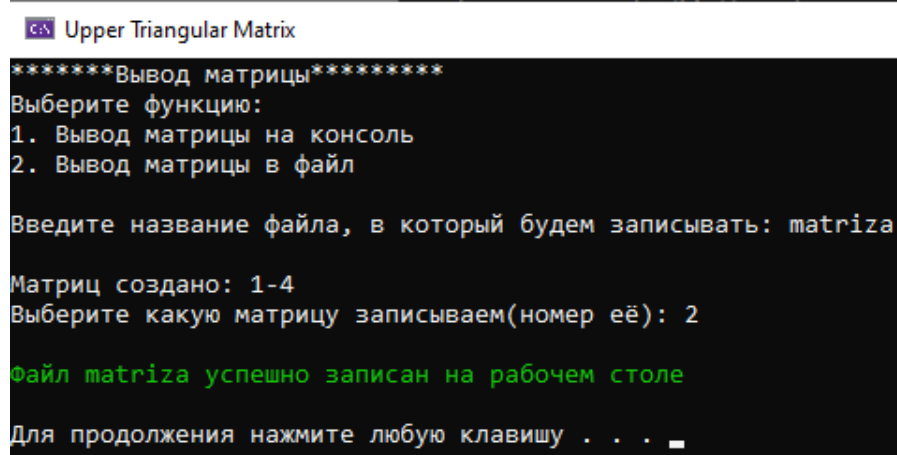 Upper Triangular Matrix
*******Вывод матрицы*********
Выберите функцию:
1. Вывод матрицы на консоль
2. Вывод матрицы в файл
Введите название файла, в который будем записывать: matriza
Матриц создано: 1-4
Выберите какую матрицу записываем(номер её): 2
Файл matriza успешно записан на рабочем столе
Для продолжения нажмите любую клавишу . . .